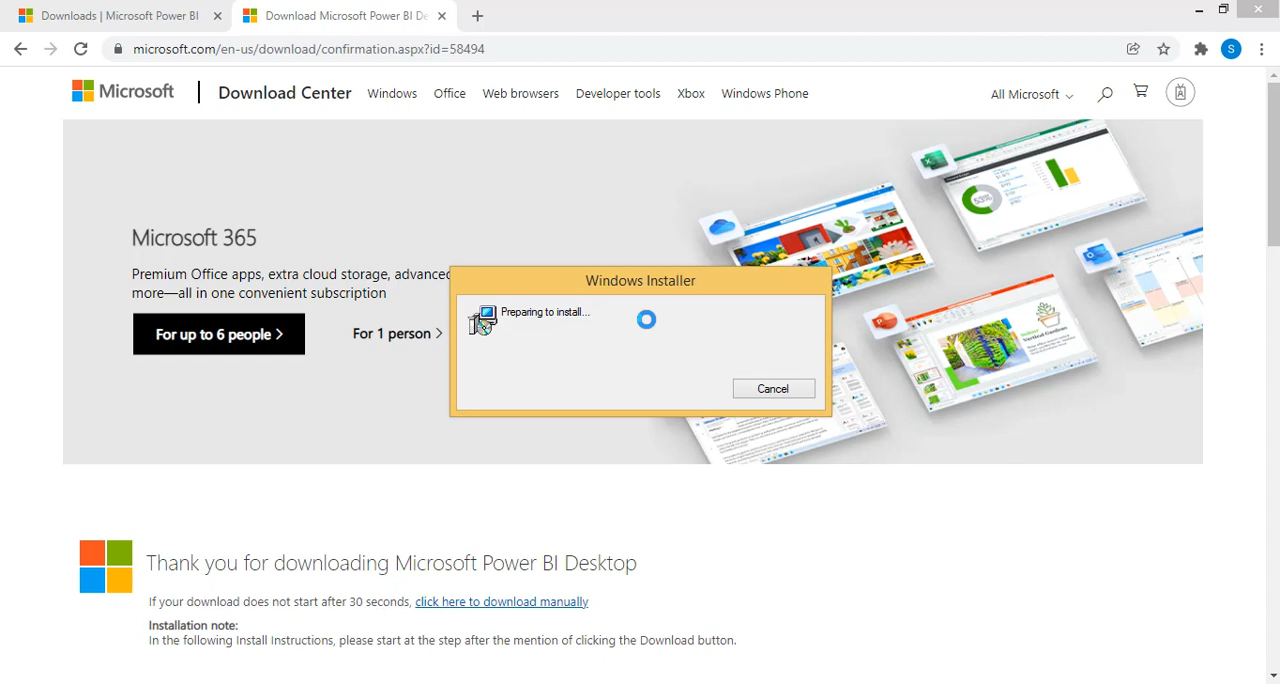 Downloads | Microsoft Power BI
Download Microsoft Power BI De
microsoft.com/en-us/download/confirmation.aspx?id=58494
S
Microsoft
Download Center
Windows
Office
Web browsers
Developer tools
Xbox
Windows Phone
All Microsoft
Microsoft 365
Premium Office apps, extra cloud storage, advanced
more—all in one convenient subscription
For up to 6 people >
For 1 person >
Windows Installer
Preparing to install...
Cancel
Thank you for downloading Microsoft Power BI Desktop
If your download does not start after 30 seconds, click here to download manually
Installation note:
In the following Install Instructions, please start at the step after the mention of clicking the Download button.